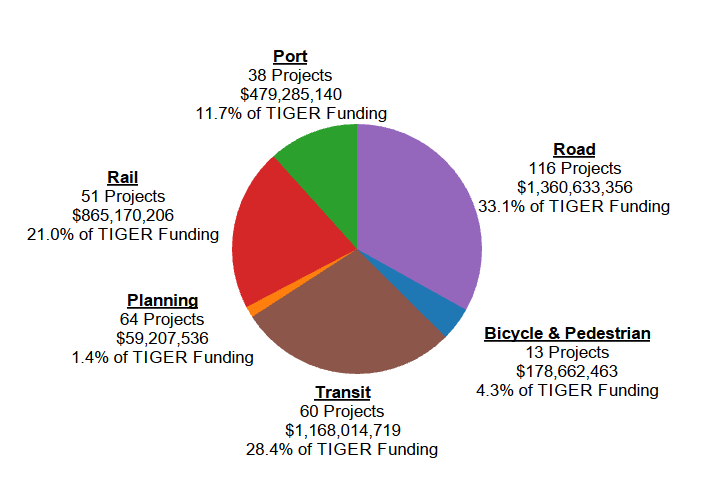 Port
38 Projects
$479,285,140
11.7% of TIGER Funding
Road
116 Projects
$1,360,633,356
33.1% of TIGER Funding
Rail
51 Projects
$865,170,206
21.0% of TIGER Funding
Planning
64 Projects
$59,207,536
1.4% of TIGER Funding
Bicycle & Pedestrian
13 Projects
$178,662,463
4.3% of TIGER Funding
Transit
60 Projects
$1,168,014,719
28.4% of TIGER Funding